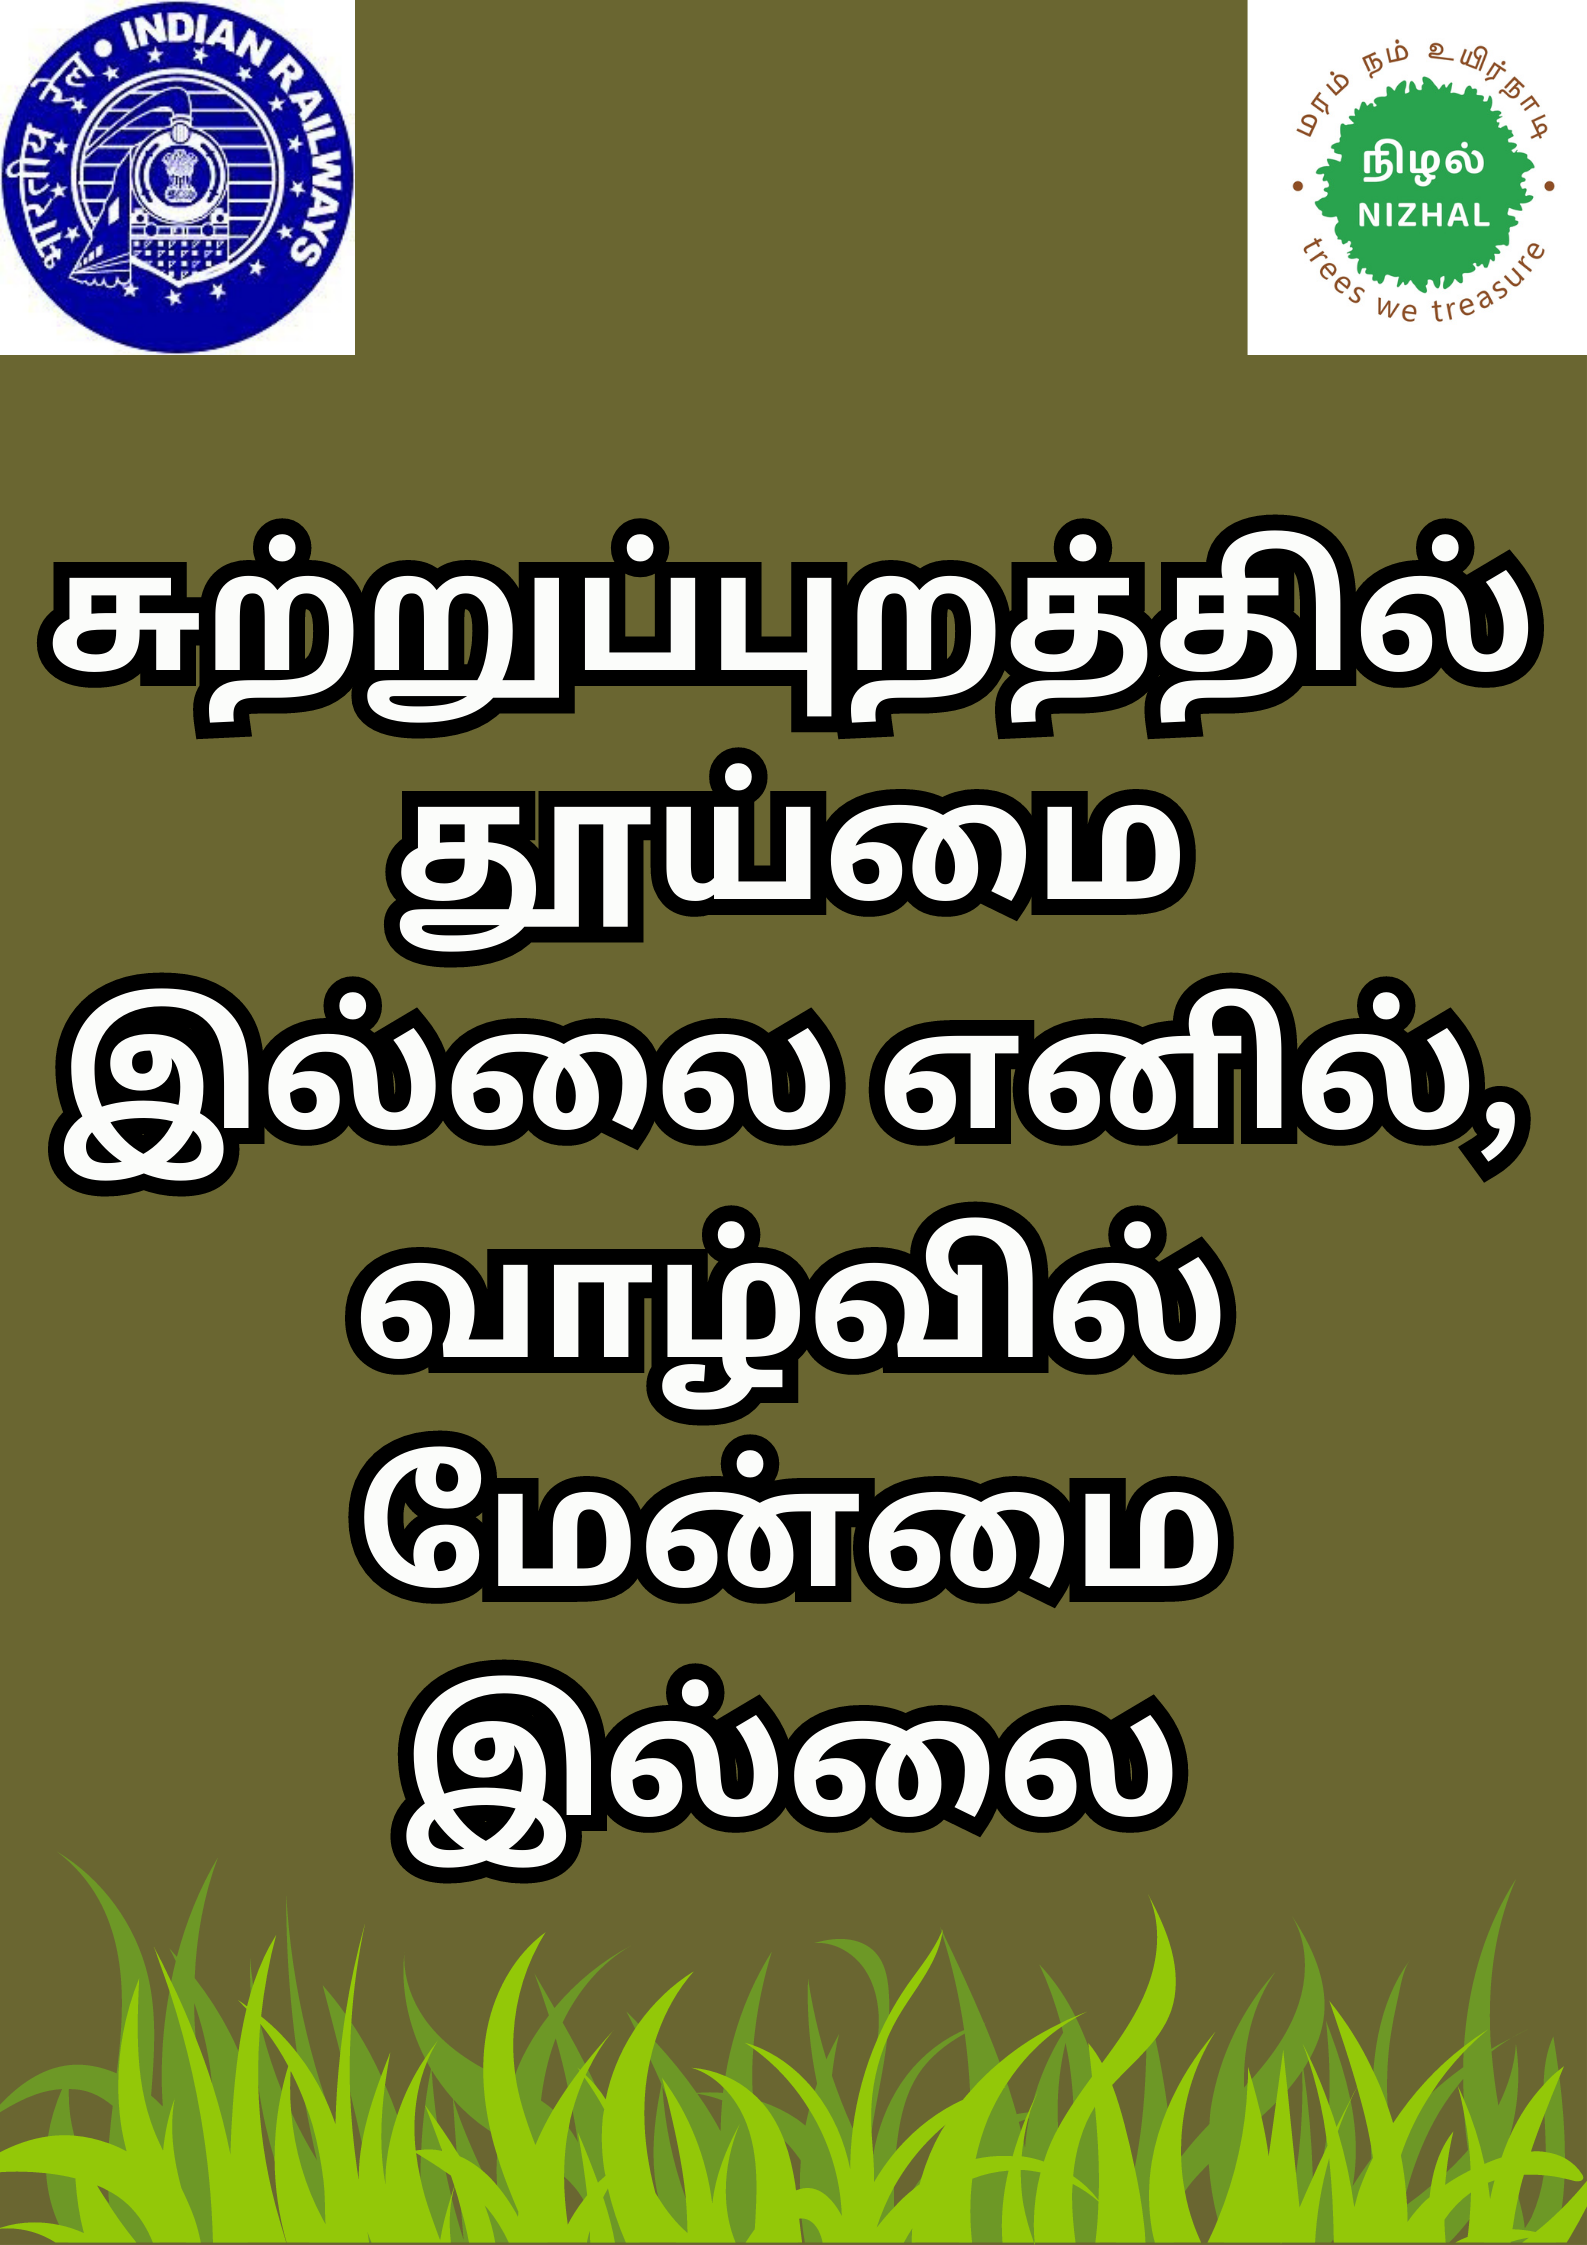 भारतीय रेल • INDIAN RAILWAYS
மரம் நம் உயிர்நாடி
நிழல்
NIZHAL
trees we treasure
சுற்றுப்புறத்தில்
தூய்மை
இல்லை எனில்,
வாழ்வில்
மேன்மை
இல்லை